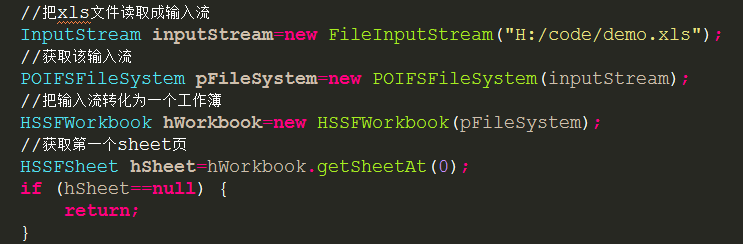 //把xls文件读取成输入流
InputStream inputStream=new FileInputStream("H:/code/demo.xls");
//获取该输入流
POIFSFileSystem pFileSystem=new POIFSFileSystem(inputStream);
//把输入流转化为一个工作簿
HSSFWorkbook hWorkbook=new HSSFWorkbook(pFileSystem);
//获取第一个sheet页
HSSFSheet hSheet=hWorkbook.getSheetAt(0);
if (hSheet==null) {
    return;
}